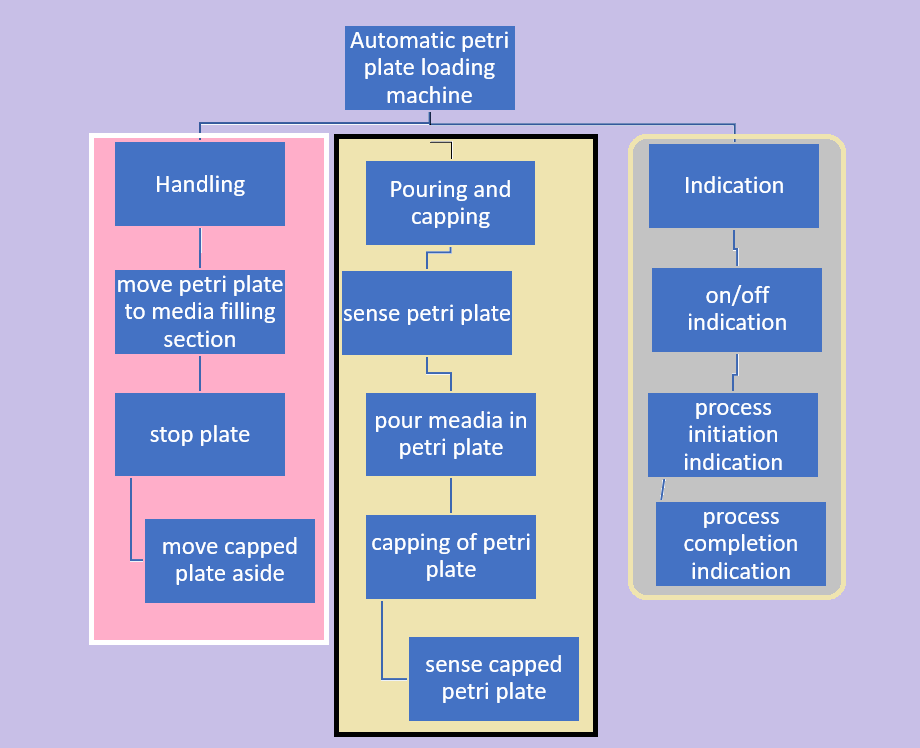 Automatic petri
plate loading
machine
Handling
move petri plate
to media filling
section
stop plate
move capped
plate aside
Pouring and
capping
sense petri plate
pour meadia in
petri plate
capping of petri
plate
sense capped
petri plate
Indication
on/off
indication
process
initiation
indication
process
completion
indication